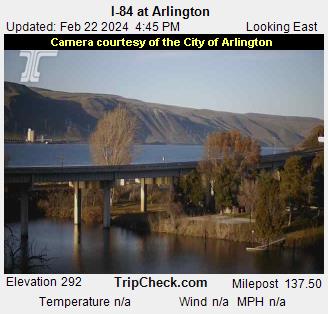 I-84 at Arlington
Updated: Feb 22 2024 4:45 PM Looking East
Camera courtesy of the City of Arlington
Elevation 292 TripCheck.com Milepost 137.50
Temperature n/a Wind n/a MPH n/a